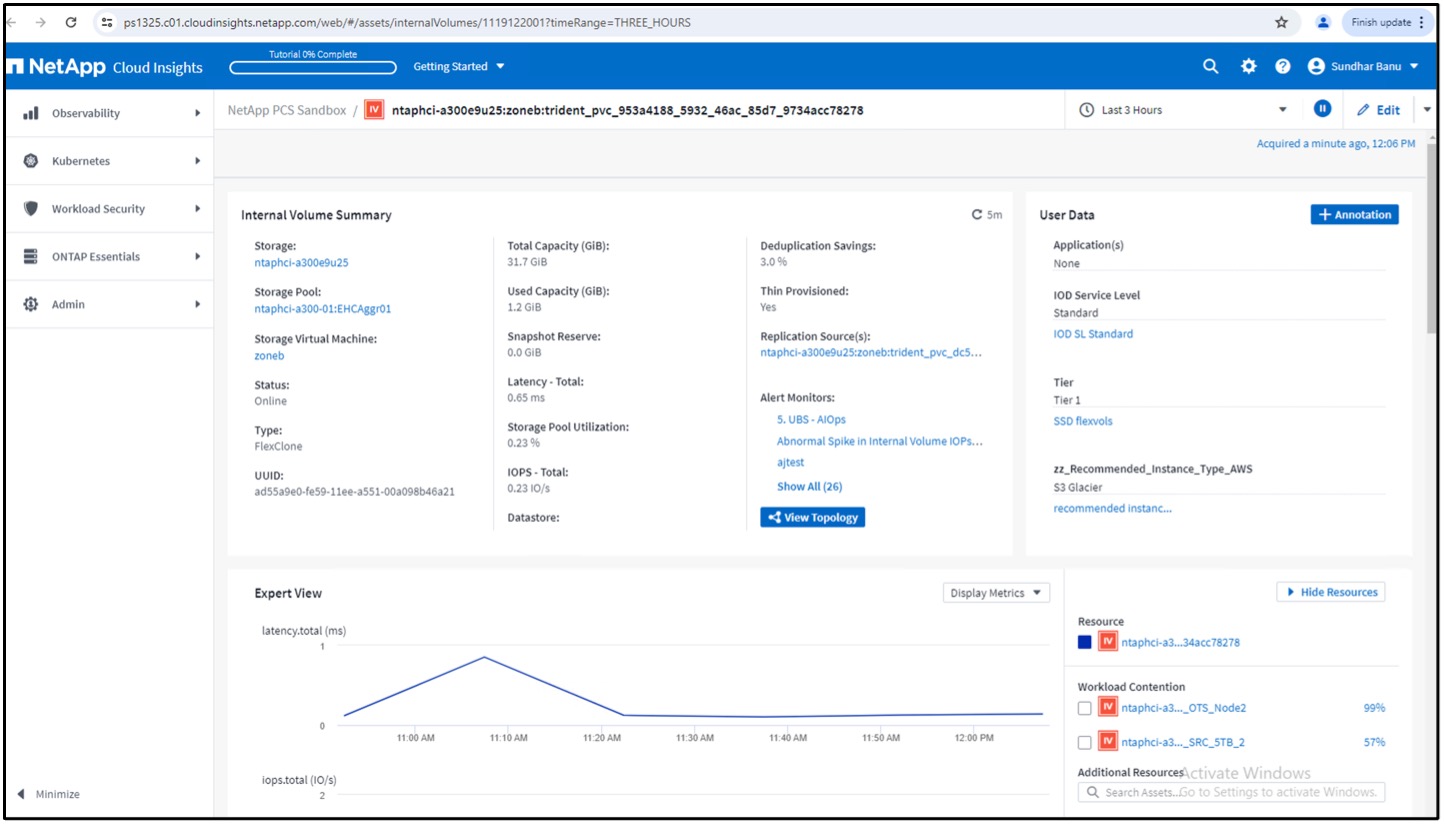 ps1325.c01.cloudinsights.netapp.com/web/#/assets/internalVolumes/1119122001?timeRange=THREE_HOURS
Finish update
NetApp Cloud Insights
Tutorial 0% Complete
Getting Started
Sundhar Banu
Observability
Kubernetes
Workload Security
ONTAP Essentials
Admin
Minimize
NetApp PCS Sandbox / IV ntaphci-a300e9u25:zoneb:trident_pvc_953a4188_5932_46ac_85d7_9734acc78278
Last 3 Hours
Edit
Acquired a minute ago, 12:06 PM
Internal Volume Summary
5m
Storage:
ntaphci-a300e9u25
Storage Pool:
ntaphci-a300-01:EHCAggr01
Storage Virtual Machine:
zoneb
Status:
Online
Type:
FlexClone
UUID:
ad55a9e0-fe59-11ee-a551-00a098b46a21
Total Capacity (GiB):
31.7 GiB
Used Capacity (GiB):
1.2 GiB
Snapshot Reserve:
0.0 GiB
Latency - Total:
0.65 ms
Storage Pool Utilization:
0.23 %
IOPS - Total:
0.23 IO/s
Datastore:
Deduplication Savings:
3.0 %
Thin Provisioned:
Yes
Replication Source(s):
ntaphci-a300e9u25:zoneb:trident_pvc_dc5...
Alert Monitors:
5. UBS - AIOps
Abnormal Spike in Internal Volume IOPs...
ajtest
Show All (26)
View Topology
User Data
+ Annotation
Application(s)
None
IOD Service Level
Standard
IOD SL Standard
Tier
Tier 1
SSD flexvols
zz_Recommended_Instance_Type_AWS
S3 Glacier
recommended instanc...
Expert View
Display Metrics
latency.total (ms)
1
0
11:00 AM 11:10 AM 11:20 AM 11:30 AM 11:40 AM 11:50 AM 12:00 PM
iops.total (IO/s)
2
Hide Resources
Resource
IV ntaphci-a3...34acc78278
Workload Contention
IV ntaphci-a3..._OTS_Node2 99%
IV ntaphci-a3..._SRC_5TB_2 57%
Additional Resources
Search Assets...
Activate Windows
Go to Settings to activate Windows.